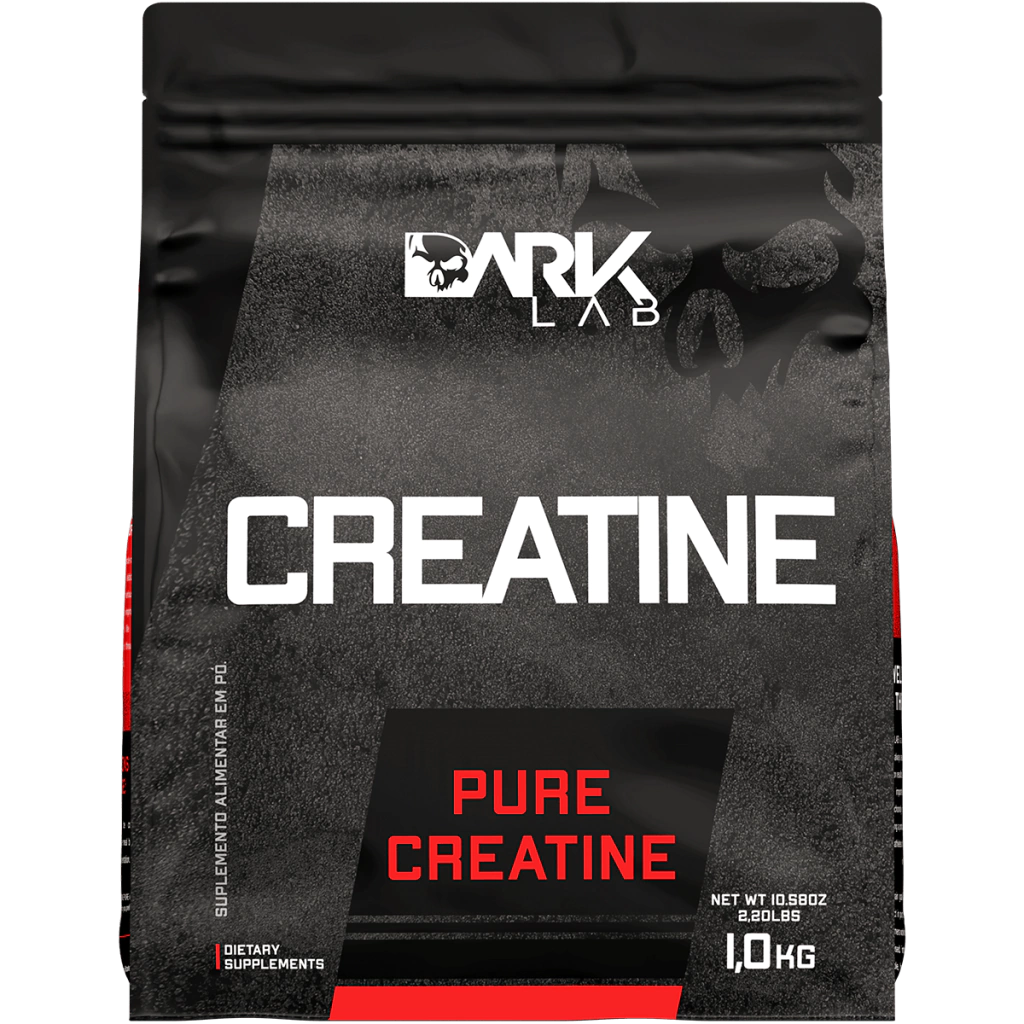 DARK
LAB
CREATINE
SUPLEMENTO ALIMENTAR EM PÓ.
PURE
CREATINE
NET WT 10.58OZ
2,20LBS
1,0KG
DIETARY
SUPPLEMENTS